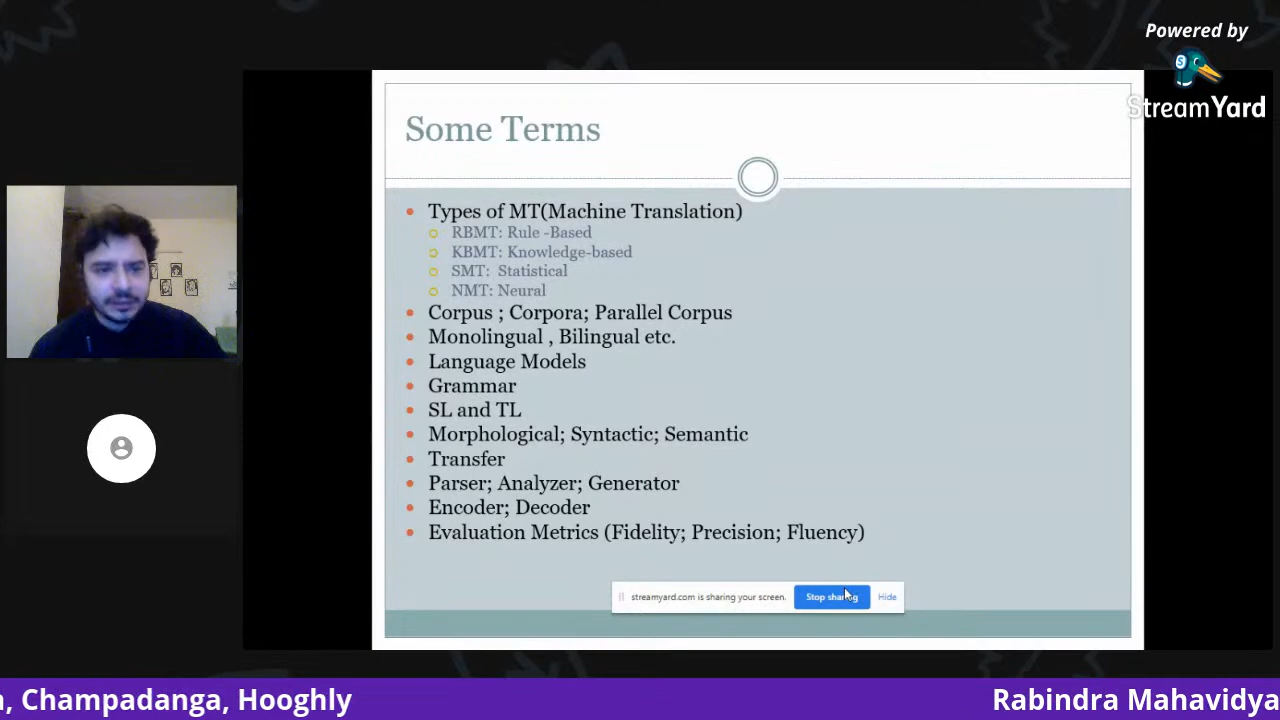 Powered by
StreamYard
Some Terms
Types of MT(Machine Translation)
RBMT: Rule -Based
KBMT: Knowledge-based
SMT: Statistical
NMT: Neural
Corpus ; Corpora; Parallel Corpus
Monolingual , Bilingual etc.
Language Models
Grammar
SL and TL
Morphological; Syntactic; Semantic
Transfer
Parser; Analyzer; Generator
Encoder; Decoder
Evaluation Metrics (Fidelity; Precision; Fluency)
streamyard.com is sharing your screen. Stop sharing Hide
, Champadanga, Hooghly Rabindra Mahavidya